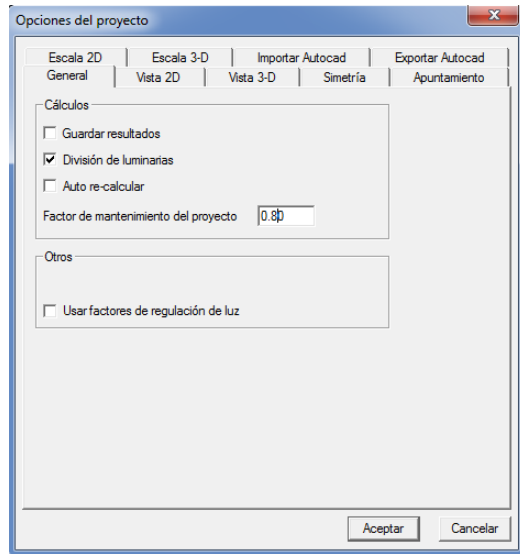 Opciones del proyecto
Escala 2D Escala 3-D Importar Autocad Exportar Autocad
General Vista 2D Vista 3-D Simetría Apuntamiento
Cálculos
Guardar resultados
División de luminarias
Auto re-calcular
Factor de mantenimiento del proyecto 0.80
Otros
Usar factores de regulación de luz
Aceptar Cancelar